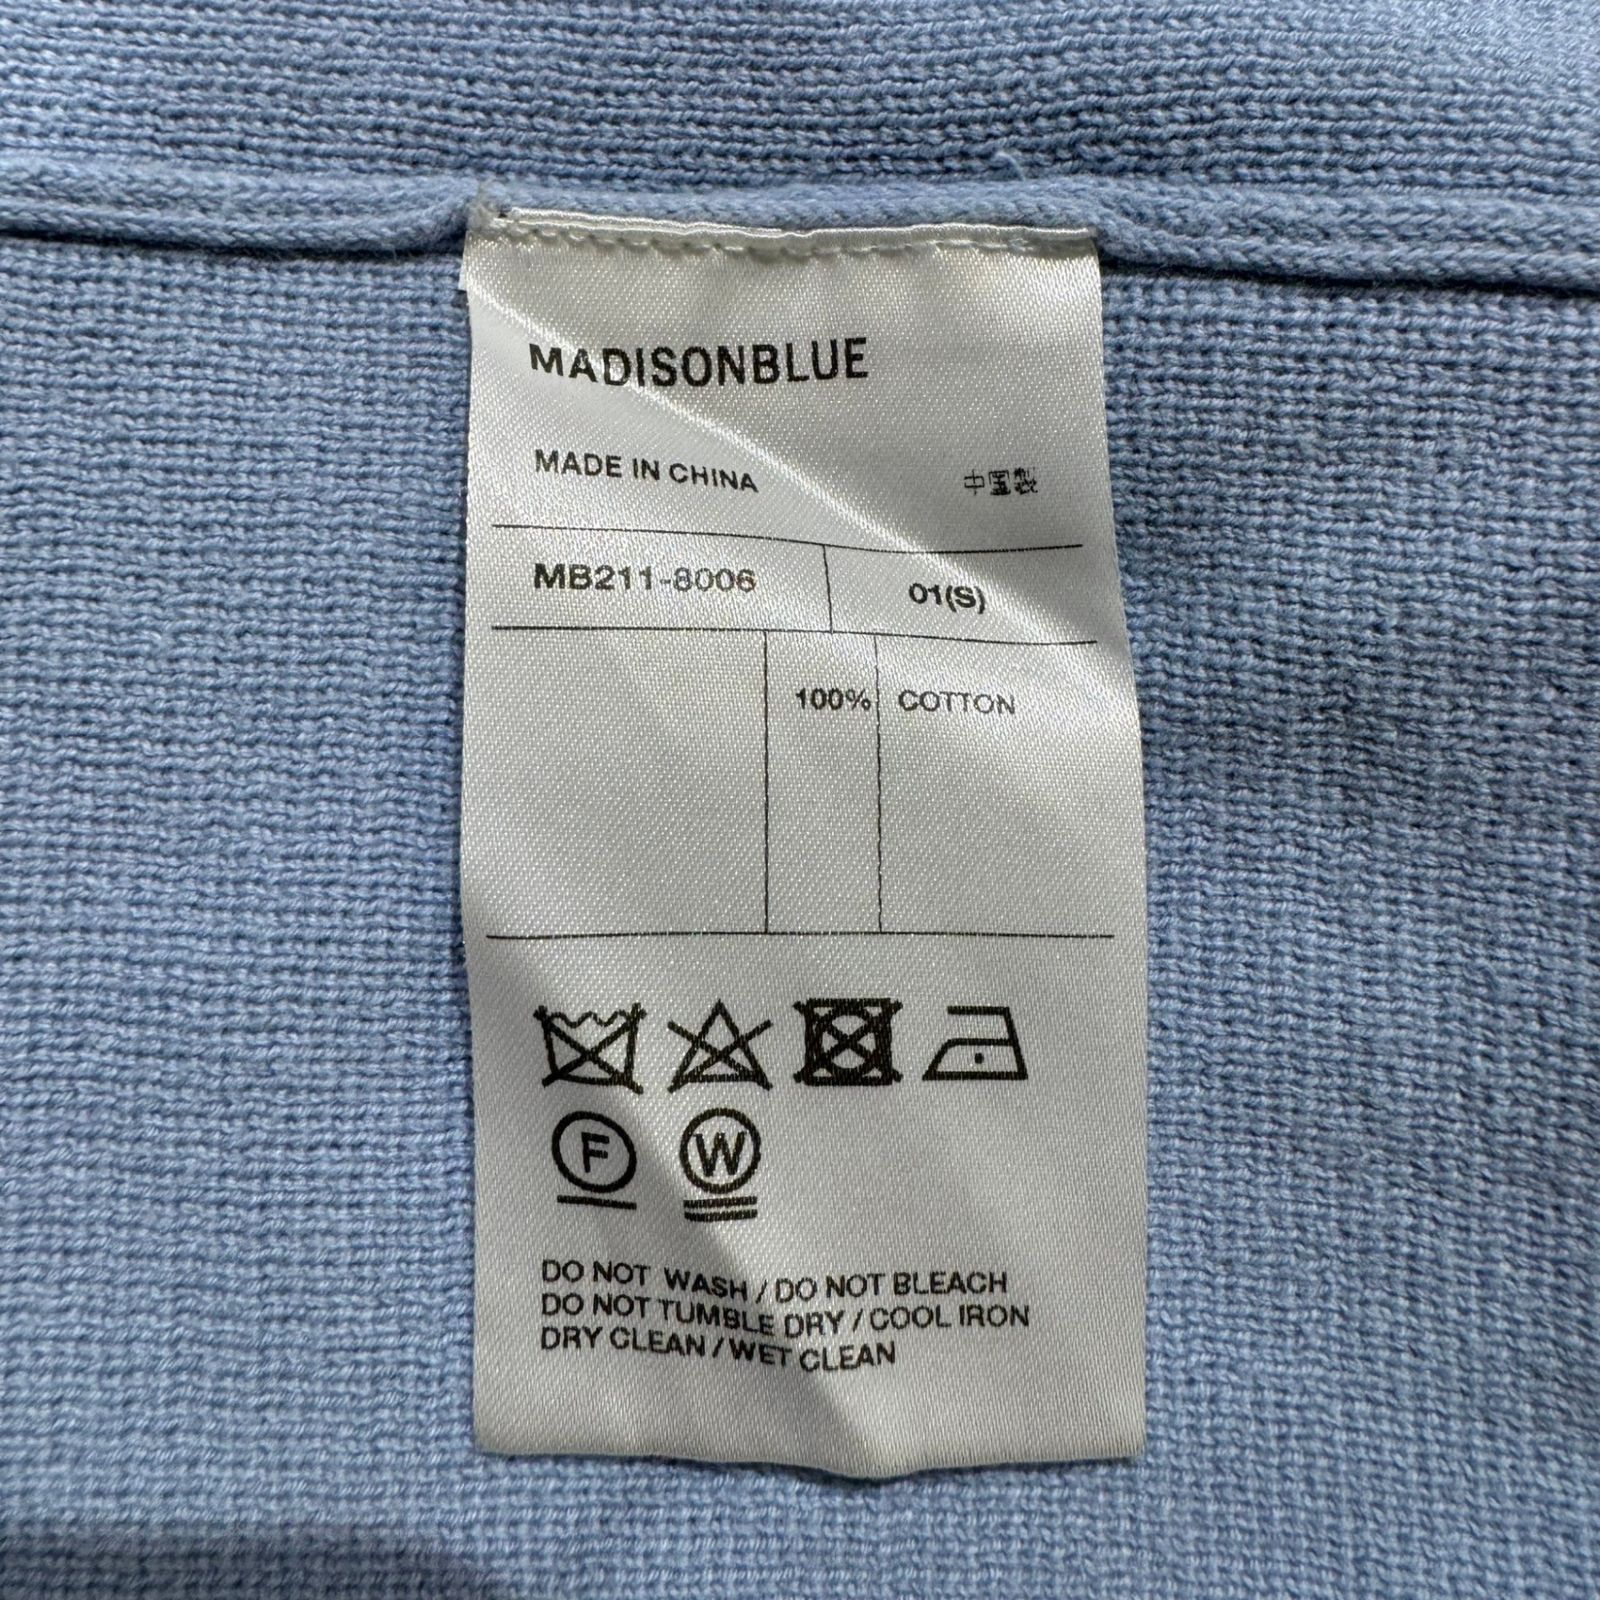 MADISONBLUE
MADE IN CHINA 中国製
MB211-8006 01(S)
100% COTTON
F W
DO NOT WASH / DO NOT BLEACH
DO NOT TUMBLE DRY / COOL IRON
DRY CLEAN / WET CLEAN